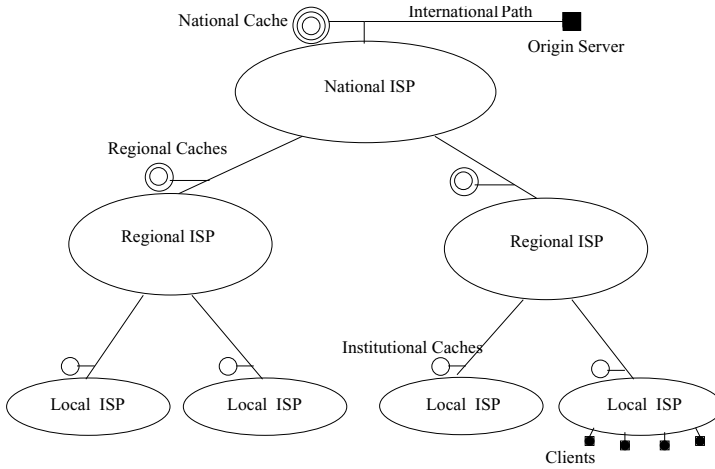 International Path
National Cache
Origin Server
National ISP
Regional Caches
Regional ISP
Regional ISP
Institutional Caches
Local ISP
Local ISP
Local ISP
Local ISP
Clients